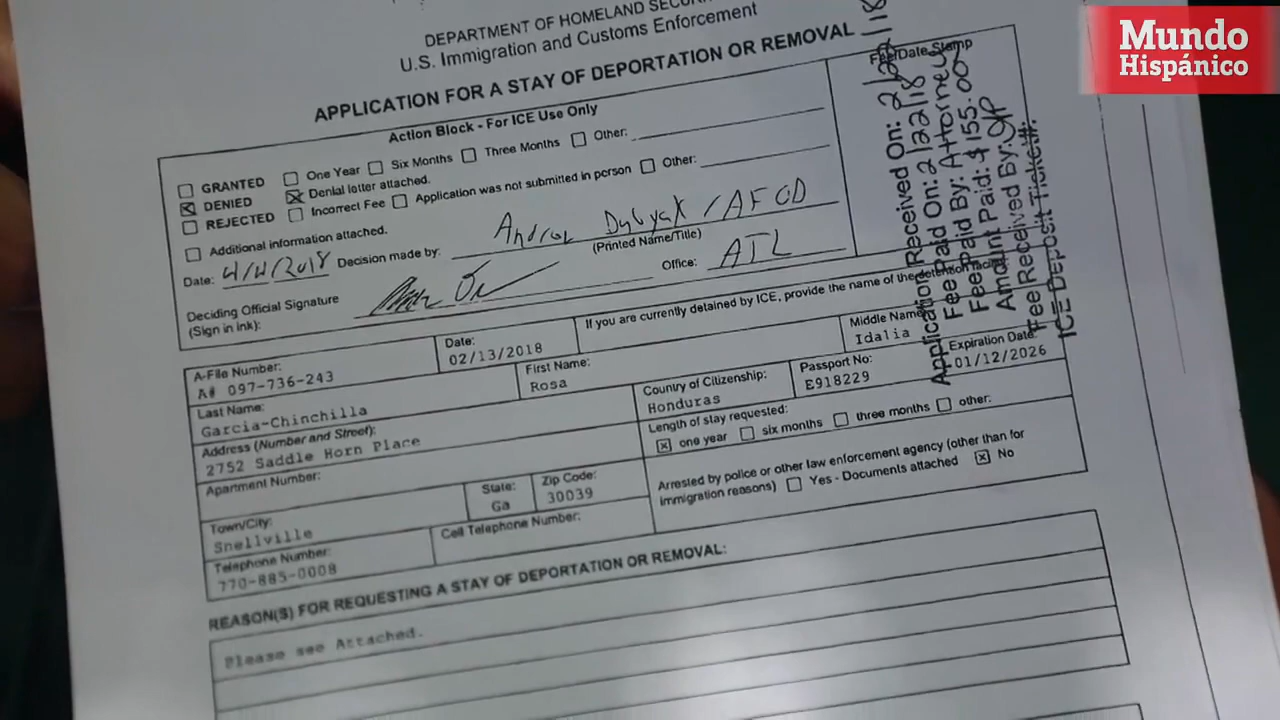 Mundo
Hispánico
DEPARTMENT OF HOMELAND
U.S. Immigration and Customs Enforcement
APPLICATION FOR A STAY OF DEPORTATION OR REMOVAL
Action Block - For ICE Use Only
Fee/Date Stamp
GRANTED One Year Six Months Three Months Other:
DENIED Denial letter attached.
REJECTED Incorrect Fee Application was not submitted in person Other:
Additional information attached.
Date: 4/4/2018 Decision made by:
(Printed Name/Title)
Deciding Official Signature
(Sign in ink):
Office: ATL
Application Received On: 2/22/18
Fee Paid On: 2/22/18
Fee Paid By: Attorney
Amount Paid: $155.00
Fee Received By:
ICE Deposit Ticket#:
If you are currently detained by ICE, provide the name of the detention facility
A-File Number:
A# 097-736-243
Date:
02/13/2018
Last Name:
Garcia-Chinchilla
First Name:
Rosa
Middle Name
Idalia
Address (Number and Street):
2752 Saddle Horn Place
Country of Citizenship:
Honduras
Passport No:
E918229
Expiration Date
01/12/2026
Apartment Number:
Length of stay requested:
one year six months three months other:
Town/City:
Snellville
State:
Ga
Zip Code:
30039
Arrested by police or other law enforcement agency (other than for
immigration reasons) Yes - Documents attached No
Telephone Number:
770-885-0008
Cell Telephone Number:
REASON(S) FOR REQUESTING A STAY OF DEPORTATION OR REMOVAL:
Please see Attached.